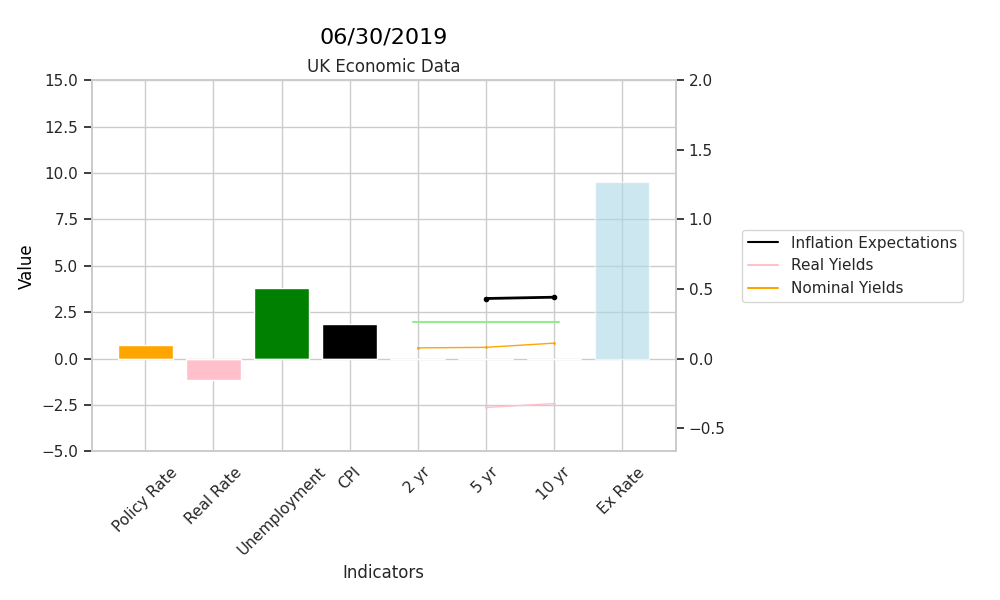 06/30/2019
UK Economic Data
15.0
12.5
10.0
7.5
5.0
2.5
0.0
−2.5
−5.0
Value
2.0
1.5
1.0
0.5
0.0
−0.5
Inflation Expectations
Real Yields
Nominal Yields
Policy Rate
Real Rate
Unemployment
CPI
2 yr
5 yr
10 yr
Ex Rate
Indicators